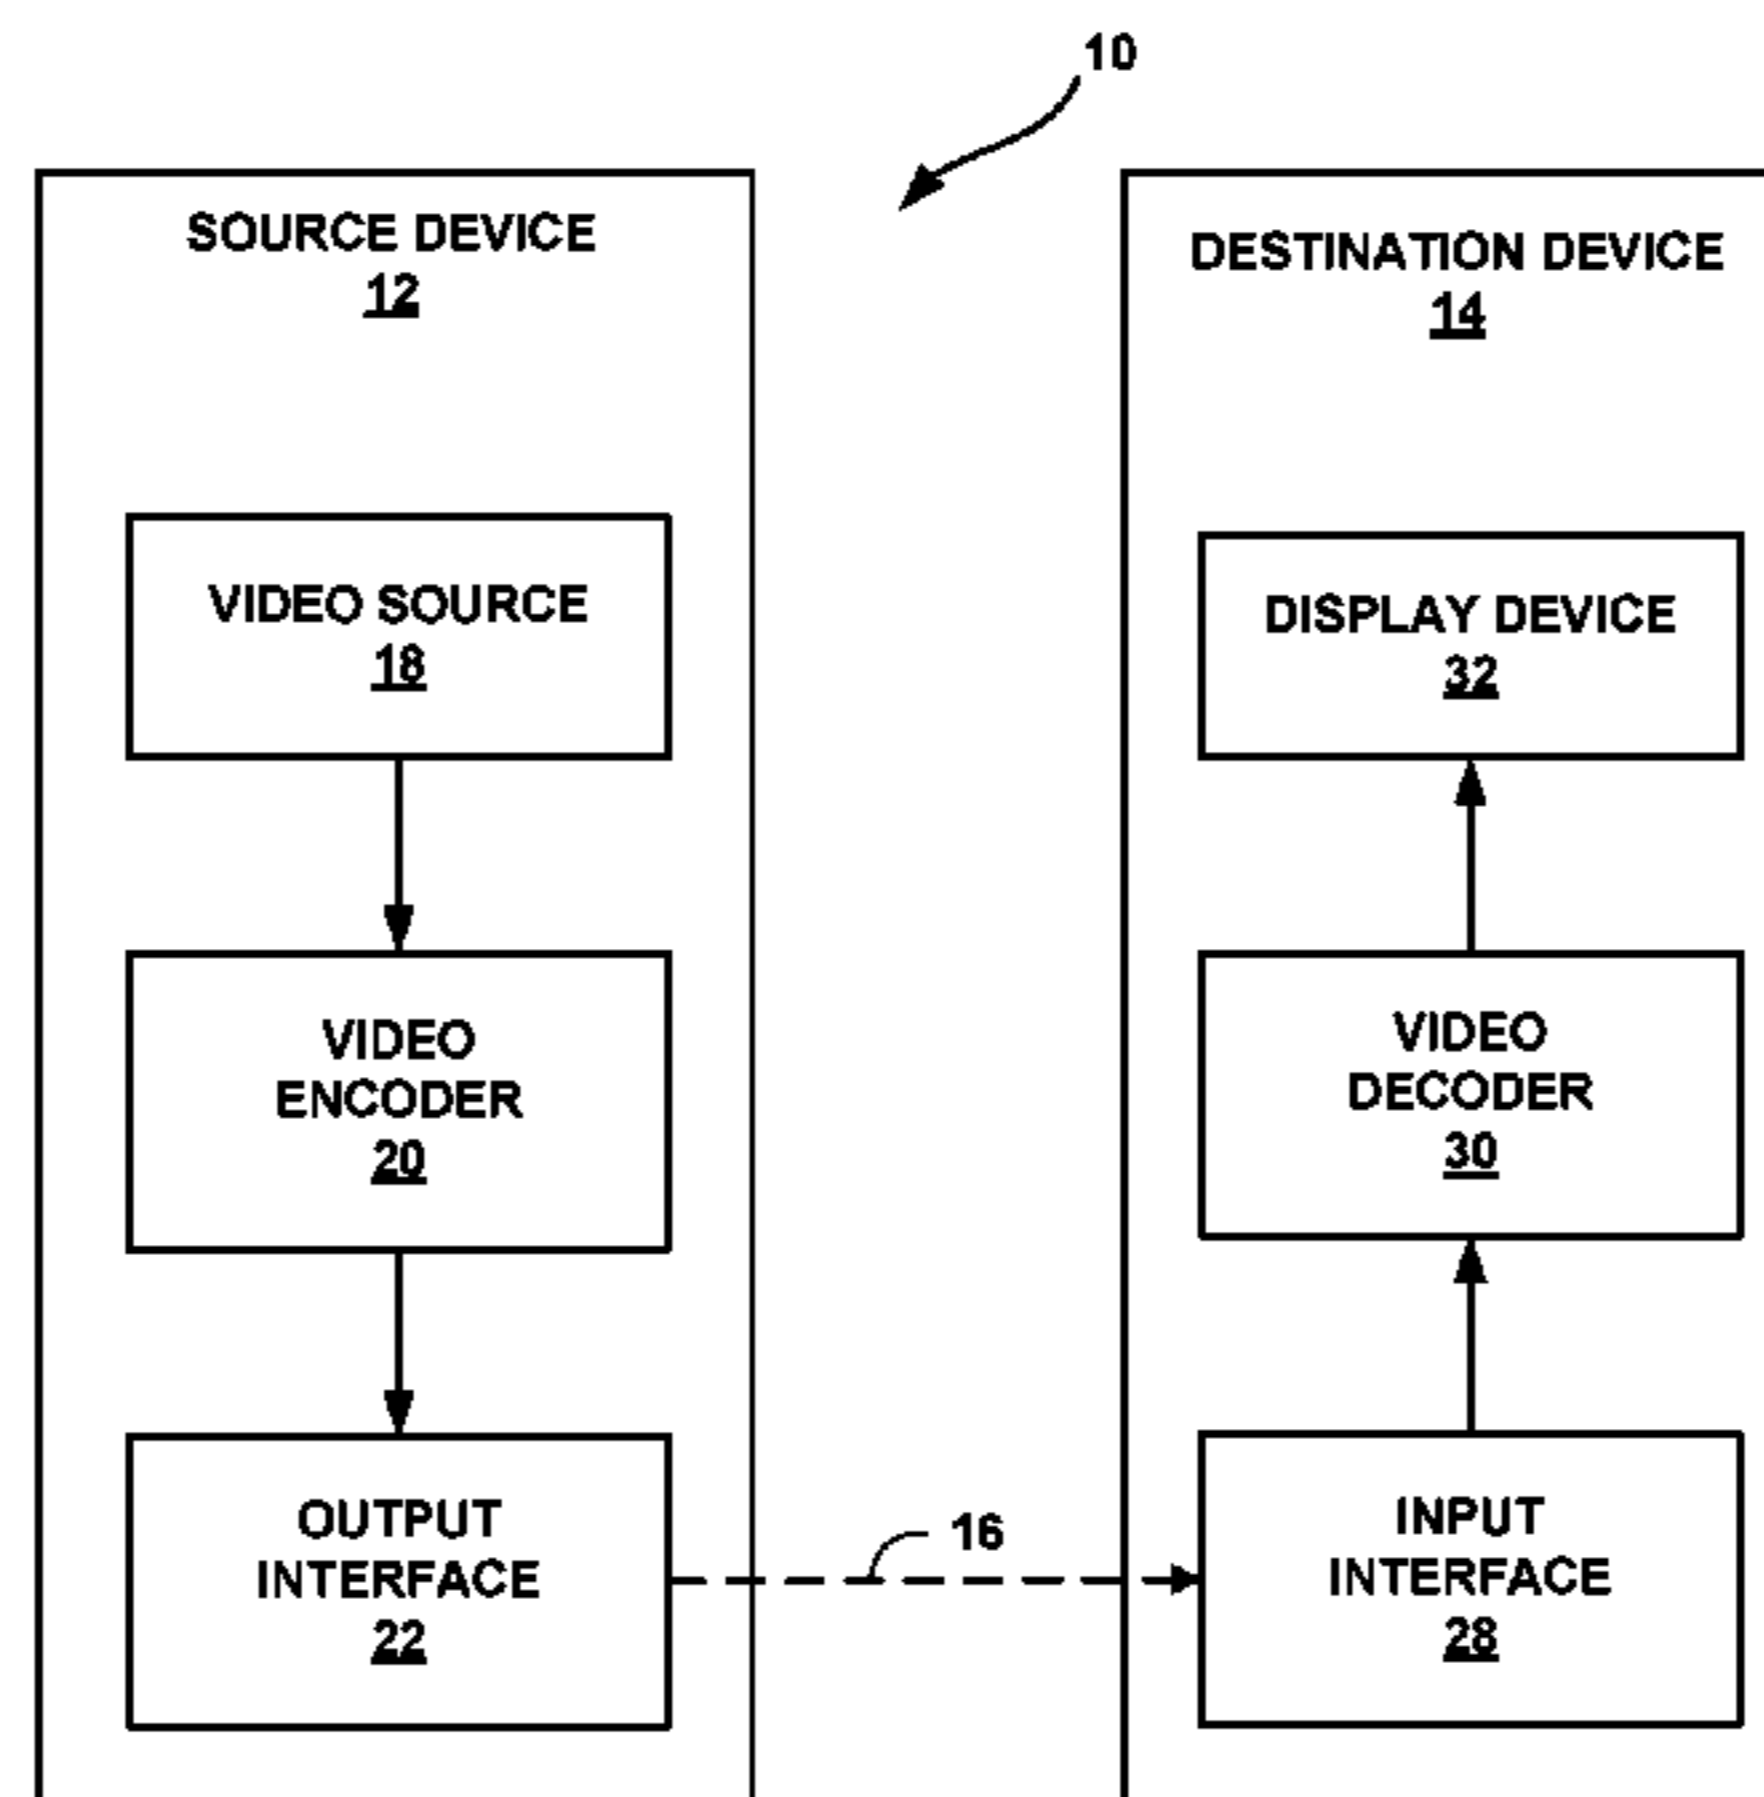 10
SOURCE DEVICE
12
VIDEO SOURCE
18
VIDEO
ENCODER
20
OUTPUT
INTERFACE
22
16
DESTINATION DEVICE
14
DISPLAY DEVICE
32
VIDEO
DECODER
30
INPUT
INTERFACE
28